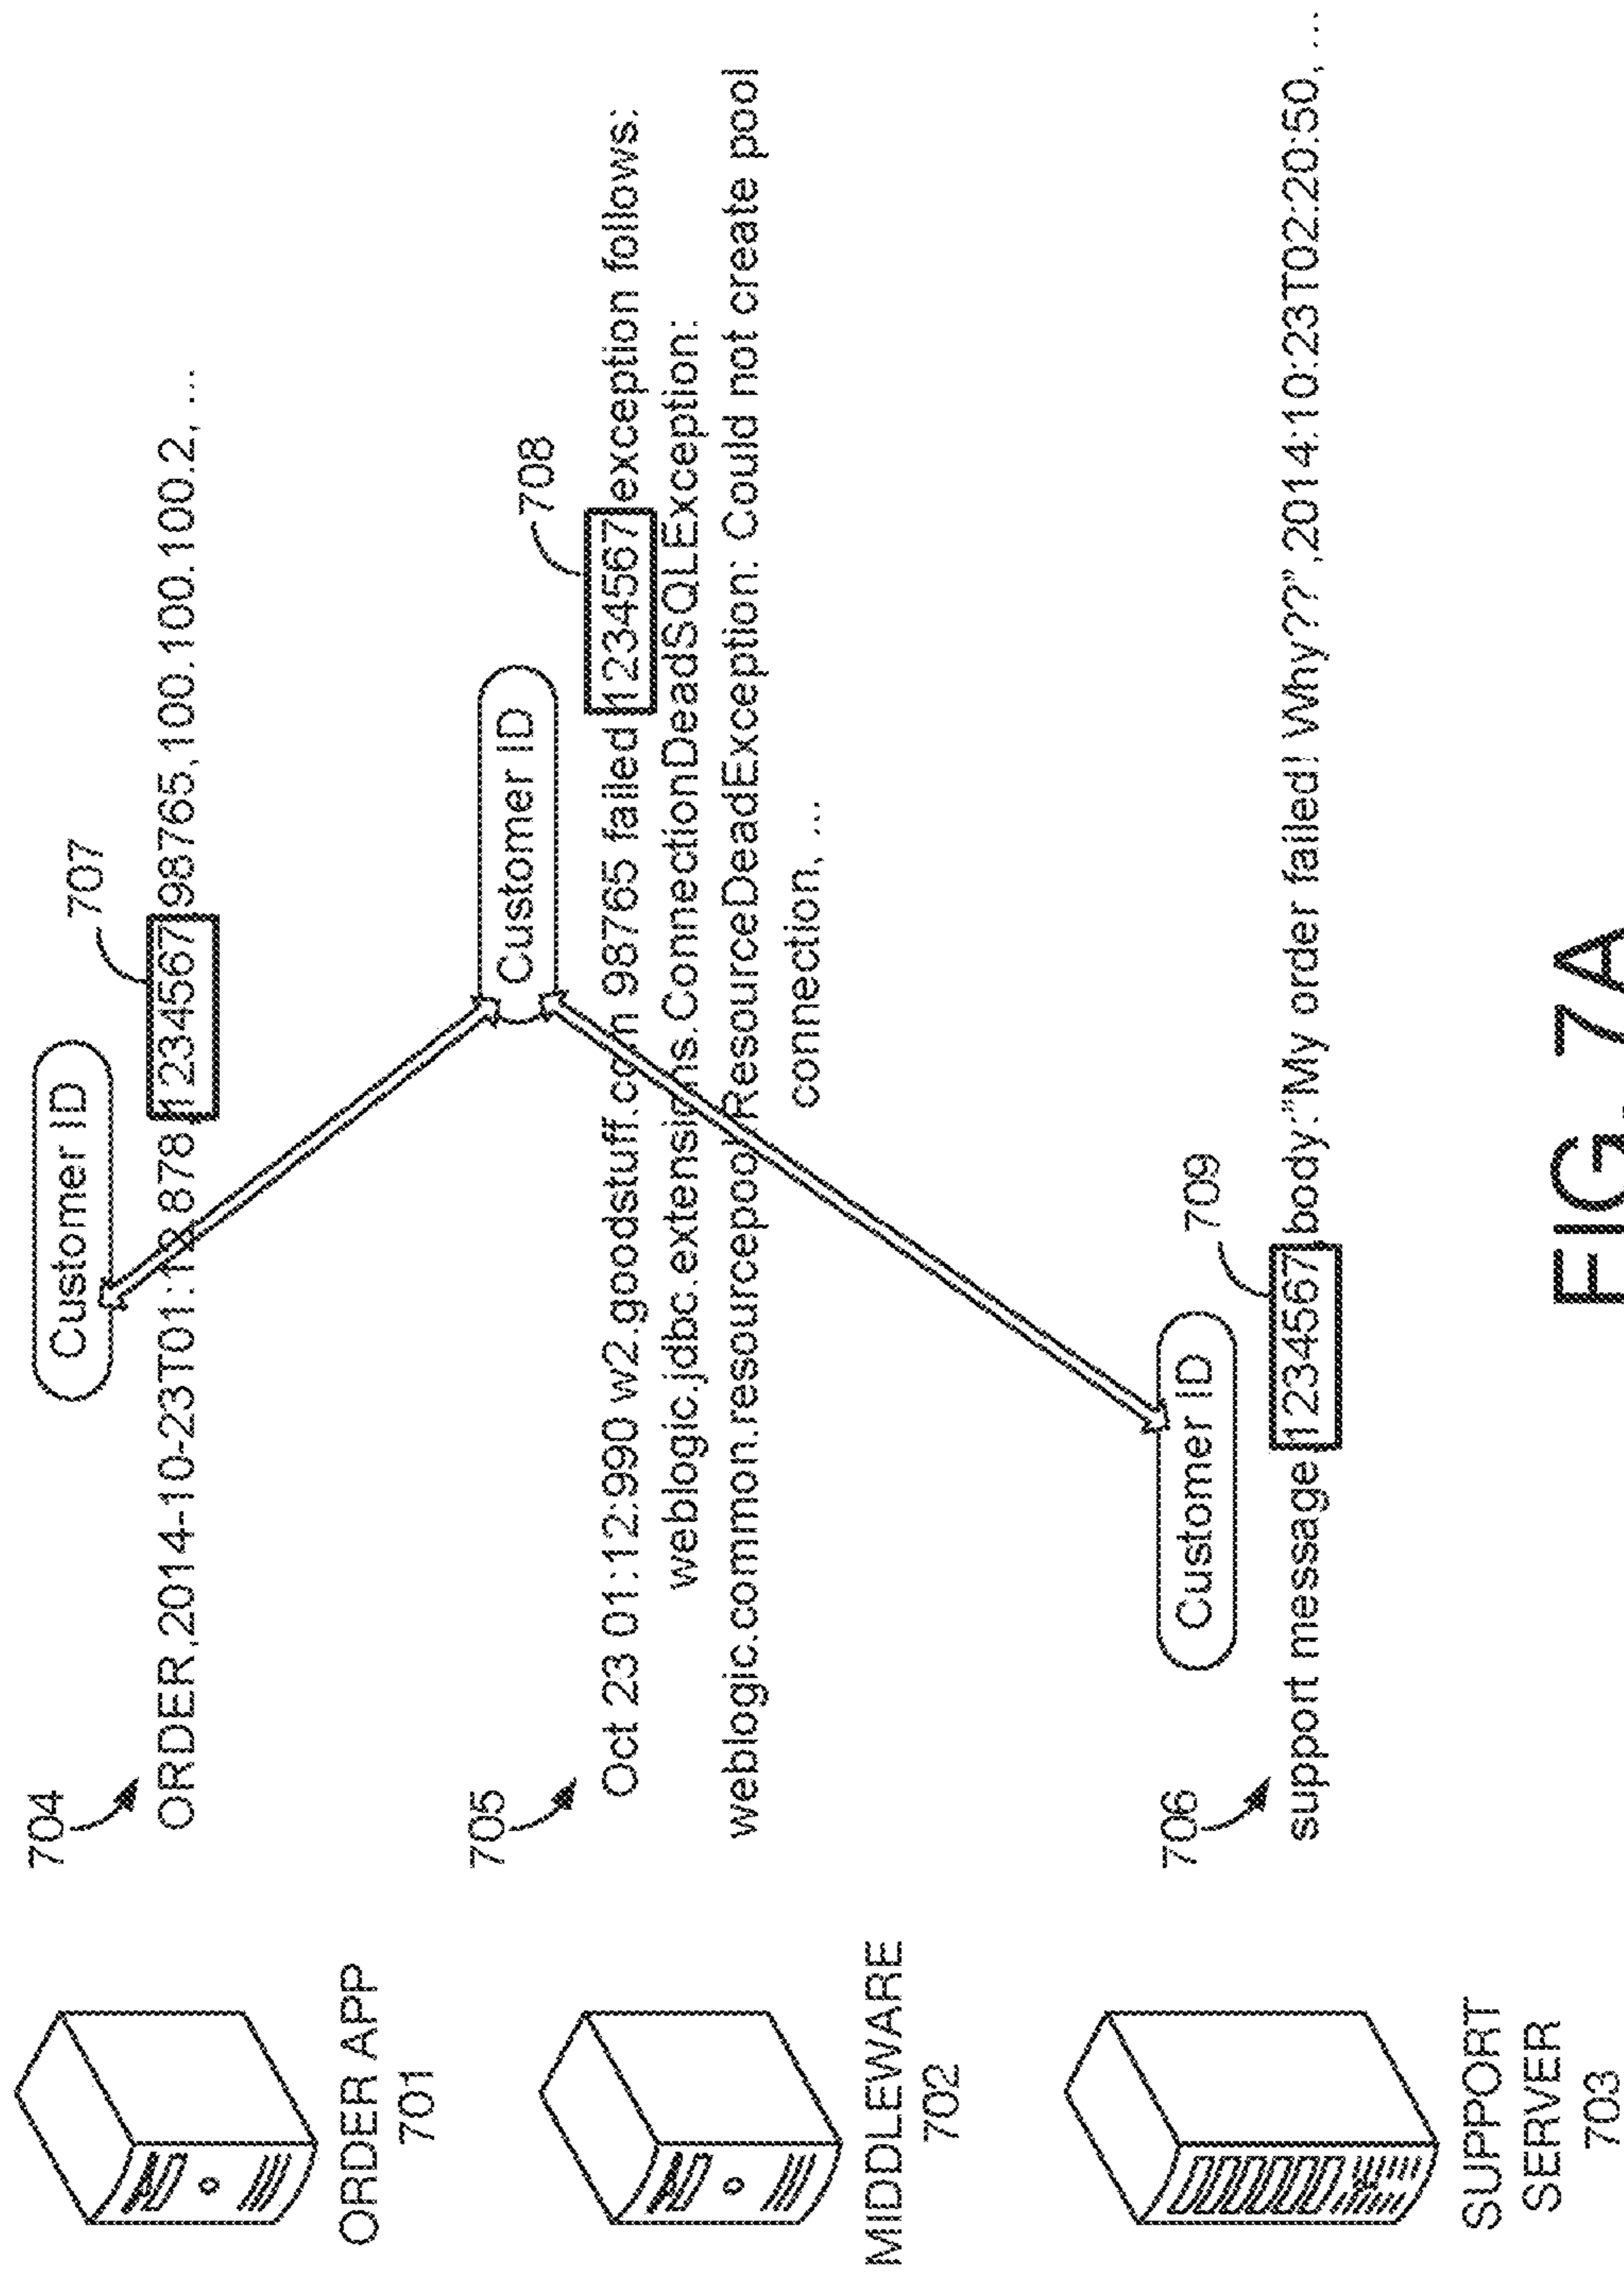 704
Customer ID
707
ORDER,2014-10-23T01:12.878,1234567,98765,100.100.100.2, ...
ORDER APP
701
705
Customer ID
708
Oct 23 01:12:990 w2.goodstuff.com 98765 failed 1234567 exception follows:
weblogic.jdbc.extensions.ConnectionDeadSQLException:
weblogic.common.resourcepool.ResourceDeadException: Could not create pool
connection, ...
MIDDLEWARE
702
706
Customer ID
709
support message 1234567 body:"My order failed! Why??",2014:10:23T02:20:50, ...
SUPPORT
SERVER
703
FIG. 7A